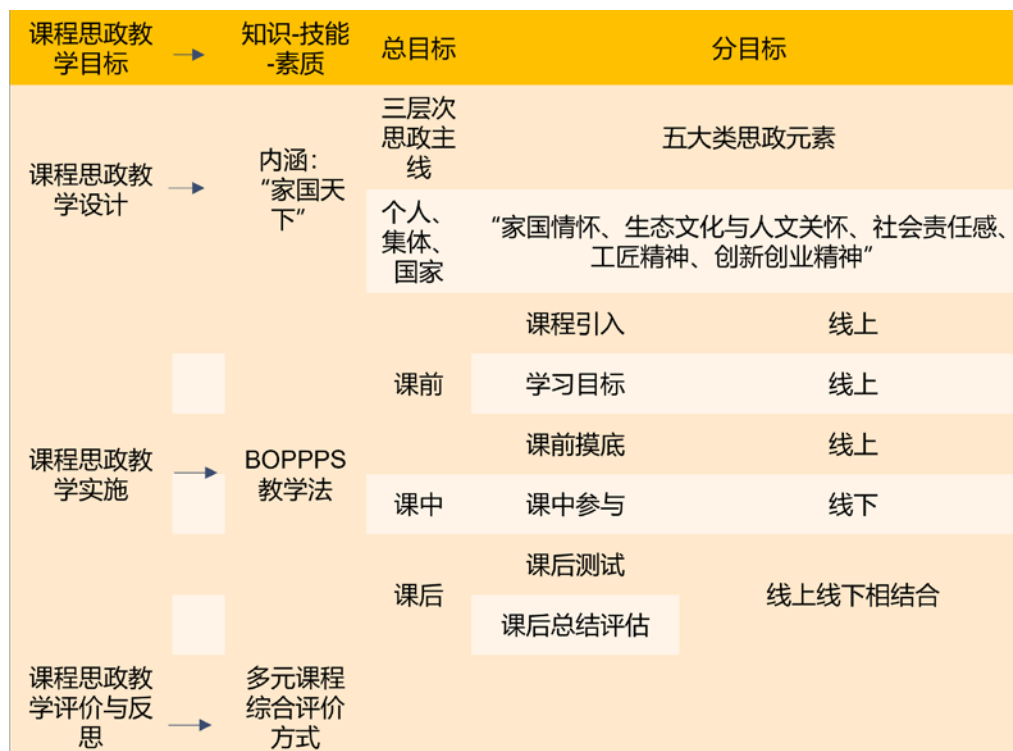 课程思政教
学目标
知识-技能
-素质
总目标
分目标
课程思政教
学设计
内涵：
“家国天
下”
三层次
思政主
线
五大类思政元素
个人、
集体、
国家
“家国情怀、生态文化与人文关怀、社会责任感、
工匠精神、创新创业精神”
课程思政教
学实施
BOPPPS
教学法
课前
课程引入
线上
学习目标
线上
课前摸底
线上
课中
课中参与
线下
课后
课后测试
线上线下相结合
课后总结评估
课程思政教
学评价与反
思
多元课程
综合评价
方式